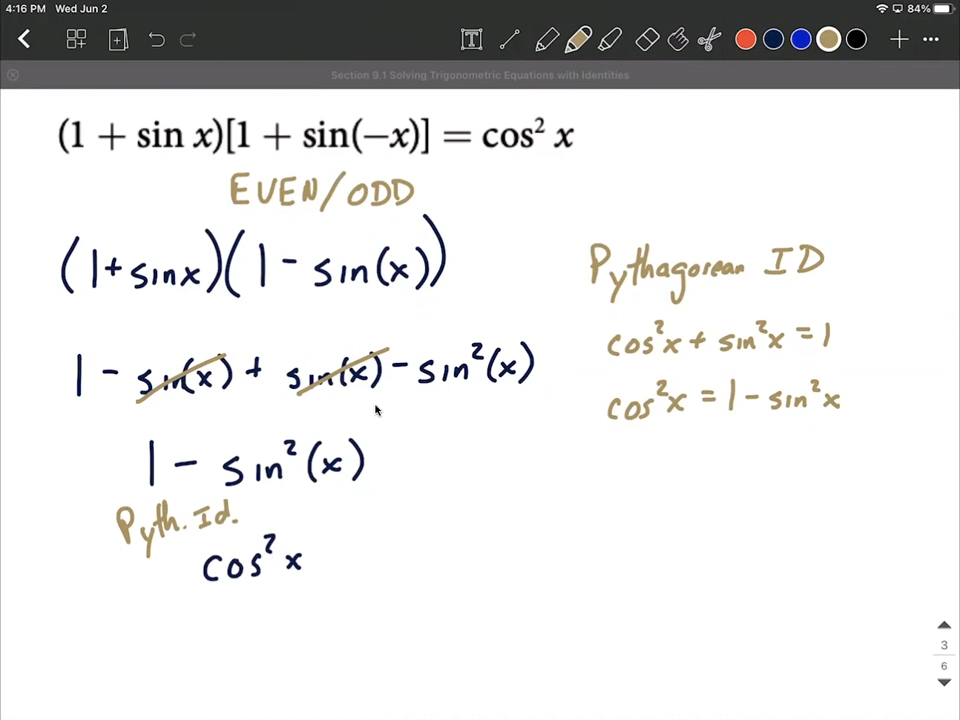 4:16 PM Wed Jun 2 84%
Section 9.1 Solving Trigonometric Equations with Identities
(1 + sin x)[1 + sin(−x)] = cos² x
EVEN/ODD
(1+sinx)(1 - sin(x))
Pythagorean ID
cos²x + sin²x = 1
1 - sin(x) + sin(x) - sin²(x)
cos²x = 1 - sin²x
1 - sin²(x)
Pyth. Id.
cos²x
3
6